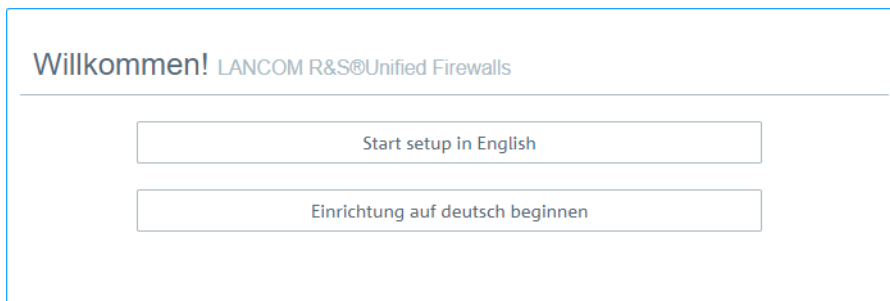 Willkommen! LANCOM R&S®Unified Firewalls
Start setup in English
Einrichtung auf deutsch beginnen